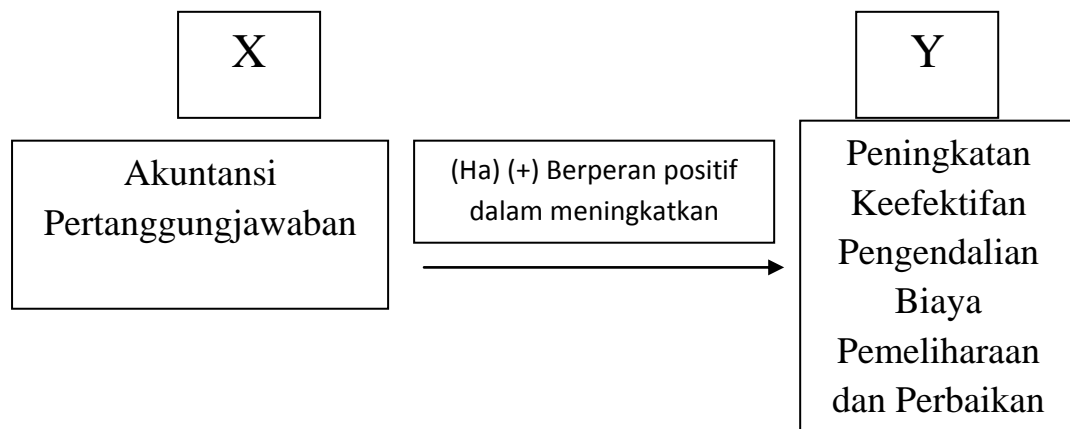 X
Y
Akuntansi
Pertanggungjawaban
(Ha) (+) Berperan positif
dalam meningkatkan
Peningkatan
Keefektifan
Pengendalian
Biaya
Pemeliharaan
dan Perbaikan